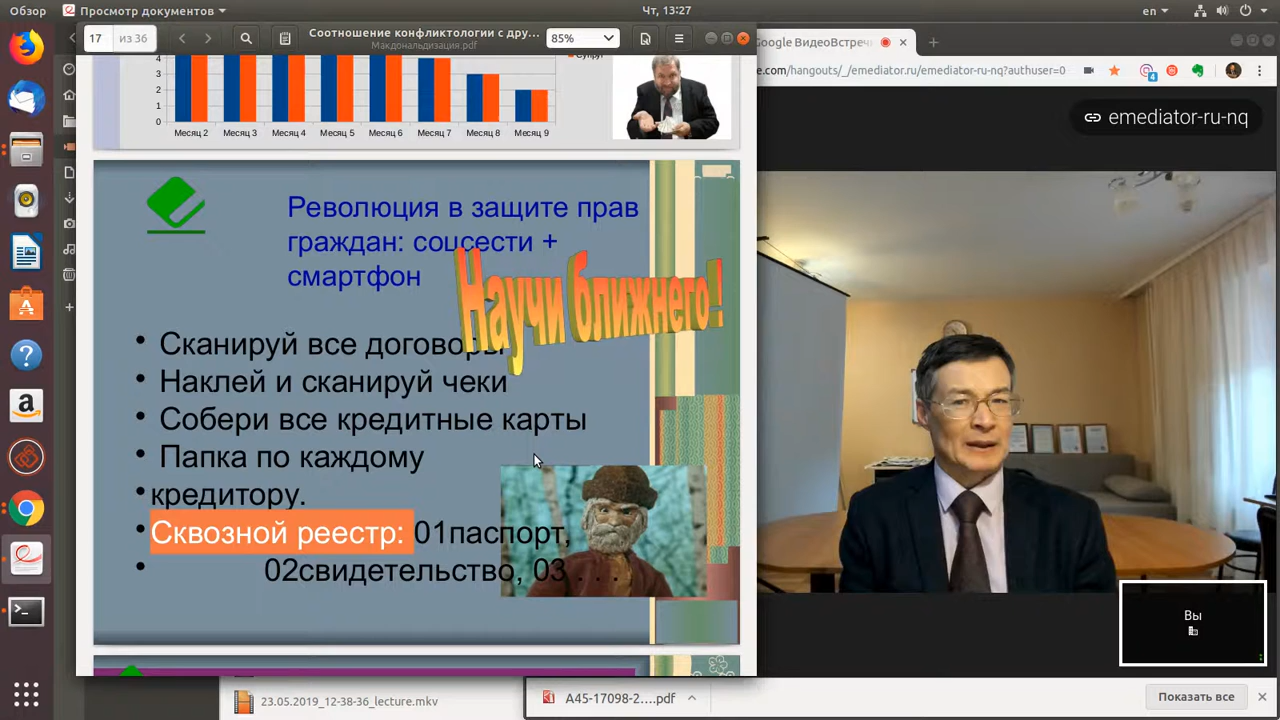 Обзор
Просмотр документов
Чт, 13:27
en
17
из 36
Соотношение конфликтологии с дру…
Макдональдизация.pdf
85%
Google ВидеоВстреч
e.com/hangouts/_/emediator.ru/emediator-ru-nq?authuser=0
4
emediator-ru-nq
4
3
2
1
0
Месяц 2
Месяц 3
Месяц 4
Месяц 5
Месяц 6
Месяц 7
Месяц 8
Месяц 9
Революция в защите прав
граждан: соцсести +
смартфон
Научи ближнего!
• Сканируй все договоры
• Наклей и сканируй чеки
• Собери все кредитные карты
• Папка по каждому
• кредитору.
• Сквозной реестр: 01паспорт,
• 02свидетельство, 03 . . .
Вы
23.05.2019_12-38-36_lecture.mkv
A45-17098-2….pdf
Показать все